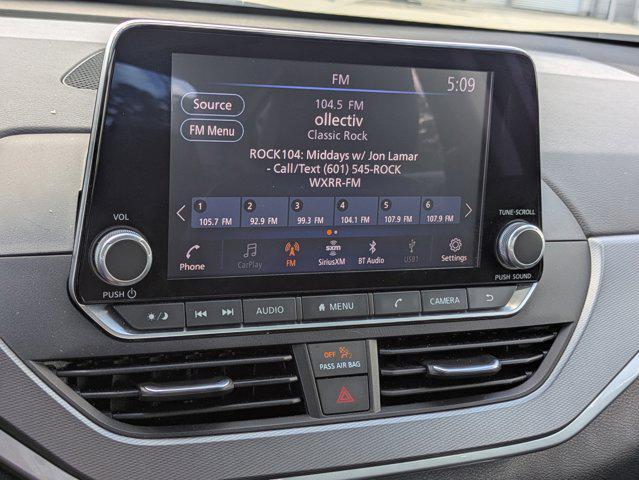 FM
5:09
Source
104.5 FM
ollectiv
FM Menu
Classic Rock
ROCK104: Middays w/ Jon Lamar
- Call/Text (601) 545-ROCK
WXRR-FM
1 2 3 4 5 6
105.7 FM 92.9 FM 99.3 FM 104.1 FM 107.9 FM 107.9 FM
Phone CarPlay FM SiriusXM BT Audio USB1 Settings
sxm
VOL
PUSH
TUNE·SCROLL
PUSH SOUND
AUDIO MENU CAMERA
OFF
PASS AIR BAG